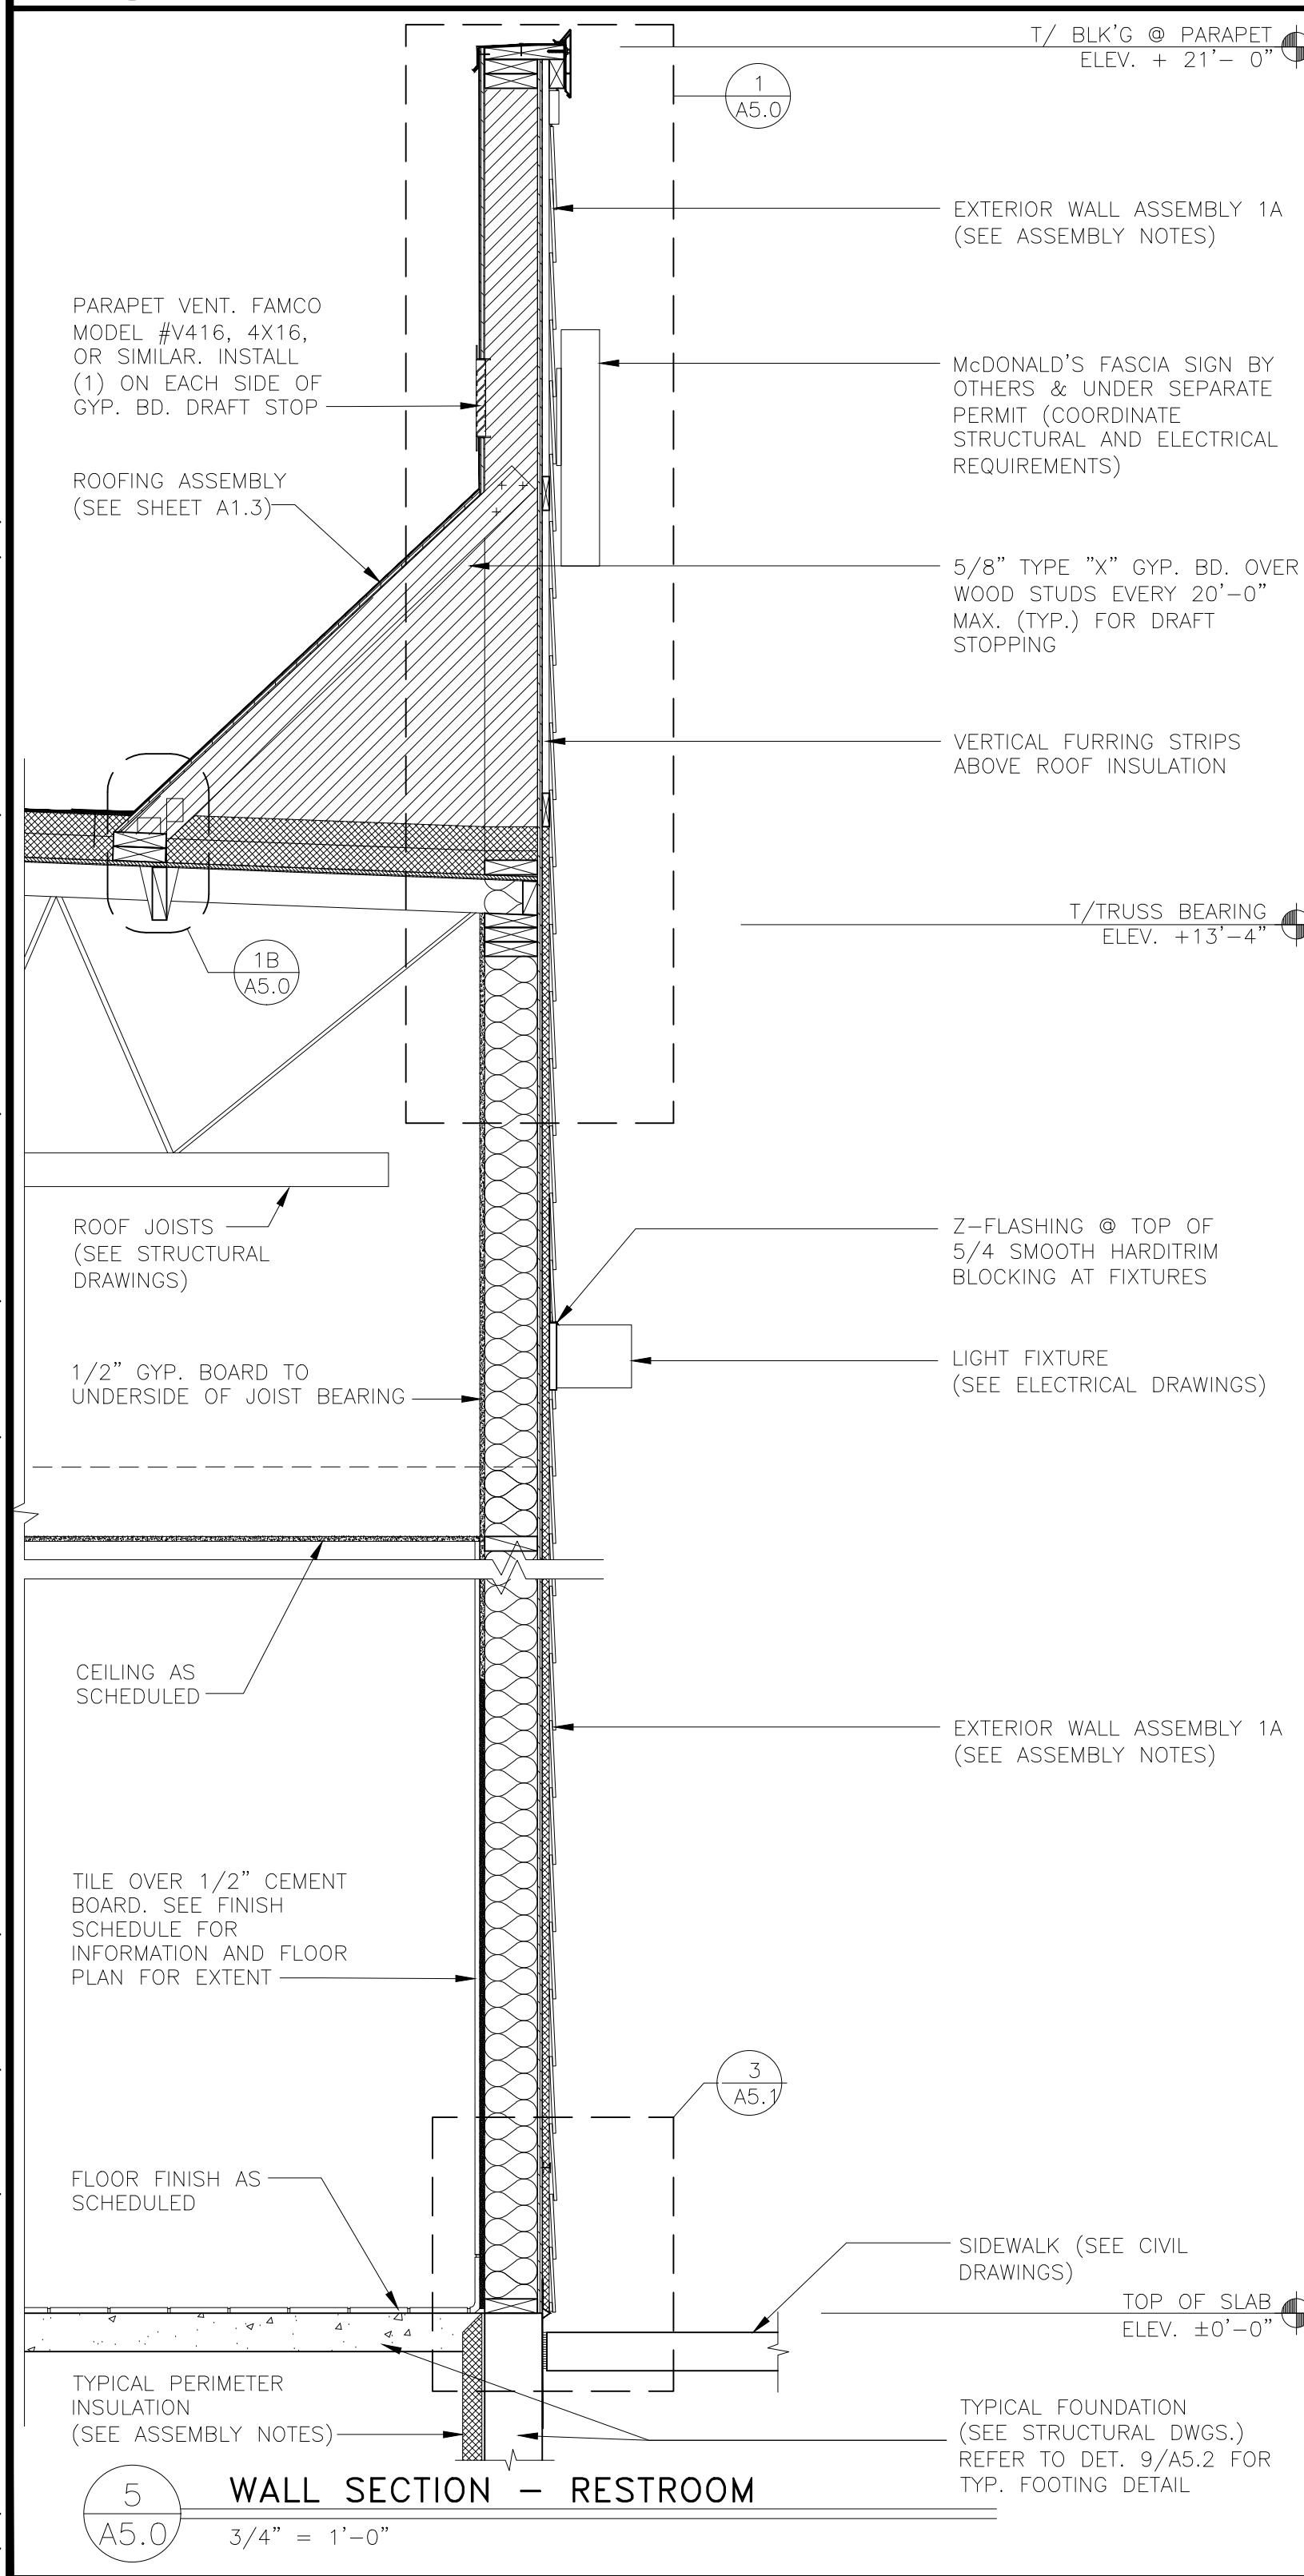 T/ BLK'G @ PARAPET
ELEV. + 21'- 0"
1
A5.0
EXTERIOR WALL ASSEMBLY 1A
(SEE ASSEMBLY NOTES)
PARAPET VENT. FAMCO
MODEL #V416, 4X16,
OR SIMILAR. INSTALL
(1) ON EACH SIDE OF
GYP. BD. DRAFT STOP
McDONALD'S FASCIA SIGN BY
OTHERS & UNDER SEPARATE
PERMIT (COORDINATE
STRUCTURAL AND ELECTRICAL
REQUIREMENTS)
ROOFING ASSEMBLY
(SEE SHEET A1.3)
5/8" TYPE "X" GYP. BD. OVER
WOOD STUDS EVERY 20'-0"
MAX. (TYP.) FOR DRAFT
STOPPING
VERTICAL FURRING STRIPS
ABOVE ROOF INSULATION
T/TRUSS BEARING
ELEV. +13'-4"
1B
A5.0
ROOF JOISTS
(SEE STRUCTURAL
DRAWINGS)
Z-FLASHING @ TOP OF
5/4 SMOOTH HARDITRIM
BLOCKING AT FIXTURES
1/2" GYP. BOARD TO
UNDERSIDE OF JOIST BEARING
LIGHT FIXTURE
(SEE ELECTRICAL DRAWINGS)
CEILING AS
SCHEDULED
EXTERIOR WALL ASSEMBLY 1A
(SEE ASSEMBLY NOTES)
TILE OVER 1/2" CEMENT
BOARD. SEE FINISH
SCHEDULE FOR
INFORMATION AND FLOOR
PLAN FOR EXTENT
3
A5.1
FLOOR FINISH AS
SCHEDULED
SIDEWALK (SEE CIVIL
DRAWINGS)
TOP OF SLAB
ELEV. ±0'-0"
TYPICAL PERIMETER
INSULATION
(SEE ASSEMBLY NOTES)
TYPICAL FOUNDATION
(SEE STRUCTURAL DWGS.)
REFER TO DET. 9/A5.2 FOR
TYP. FOOTING DETAIL
5
A5.0
WALL SECTION - RESTROOM
3/4" = 1'-0"